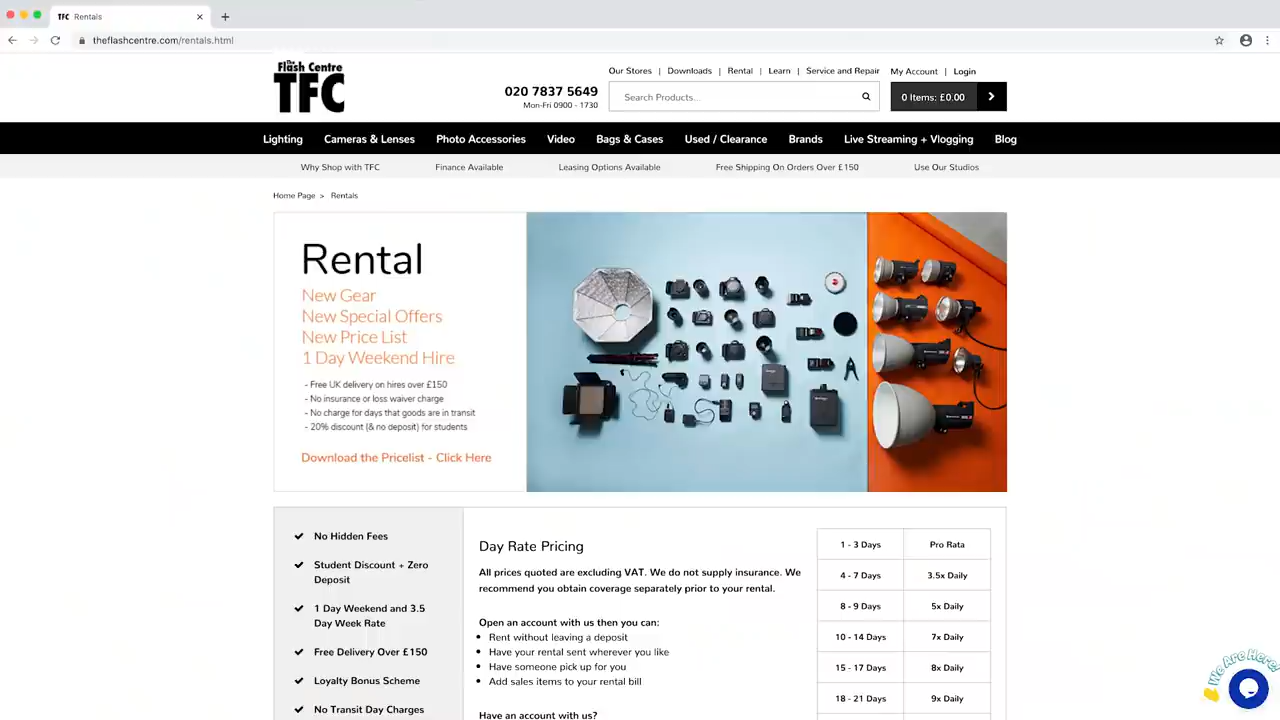 TFC Rentals
theflashcentre.com/rentals.html
The
Flash Centre
TFC
Our Stores | Downloads | Rental | Learn | Service and Repair
My Account | Login
020 7837 5649
Mon-Fri 0900 - 1730
Search Products...
0 Items: £0.00
Lighting Cameras & Lenses Photo Accessories Video Bags & Cases Used / Clearance Brands Live Streaming + Vlogging Blog
Why Shop with TFC Finance Available Leasing Options Available Free Shipping On Orders Over £150 Use Our Studios
Home Page > Rentals
Rental
New Gear
New Special Offers
New Price List
1 Day Weekend Hire
- Free UK delivery on hires over £150
- No insurance or loss waiver charge
- No charge for days that goods are in transit
- 20% discount (& no deposit) for students
Download the Pricelist - Click Here
No Hidden Fees
Student Discount + Zero
Deposit
1 Day Weekend and 3.5
Day Week Rate
Free Delivery Over £150
Loyalty Bonus Scheme
No Transit Day Charges
Day Rate Pricing
All prices quoted are excluding VAT. We do not supply insurance. We
recommend you obtain coverage separately prior to your rental.
Open an account with us then you can:
Rent without leaving a deposit
Have your rental sent wherever you like
Have someone pick up for you
Add sales items to your rental bill
Have an account with us?
1 - 3 Days Pro Rata
4 - 7 Days 3.5x Daily
8 - 9 Days 5x Daily
10 - 14 Days 7x Daily
15 - 17 Days 8x Daily
18 - 21 Days 9x Daily
We Are Here!